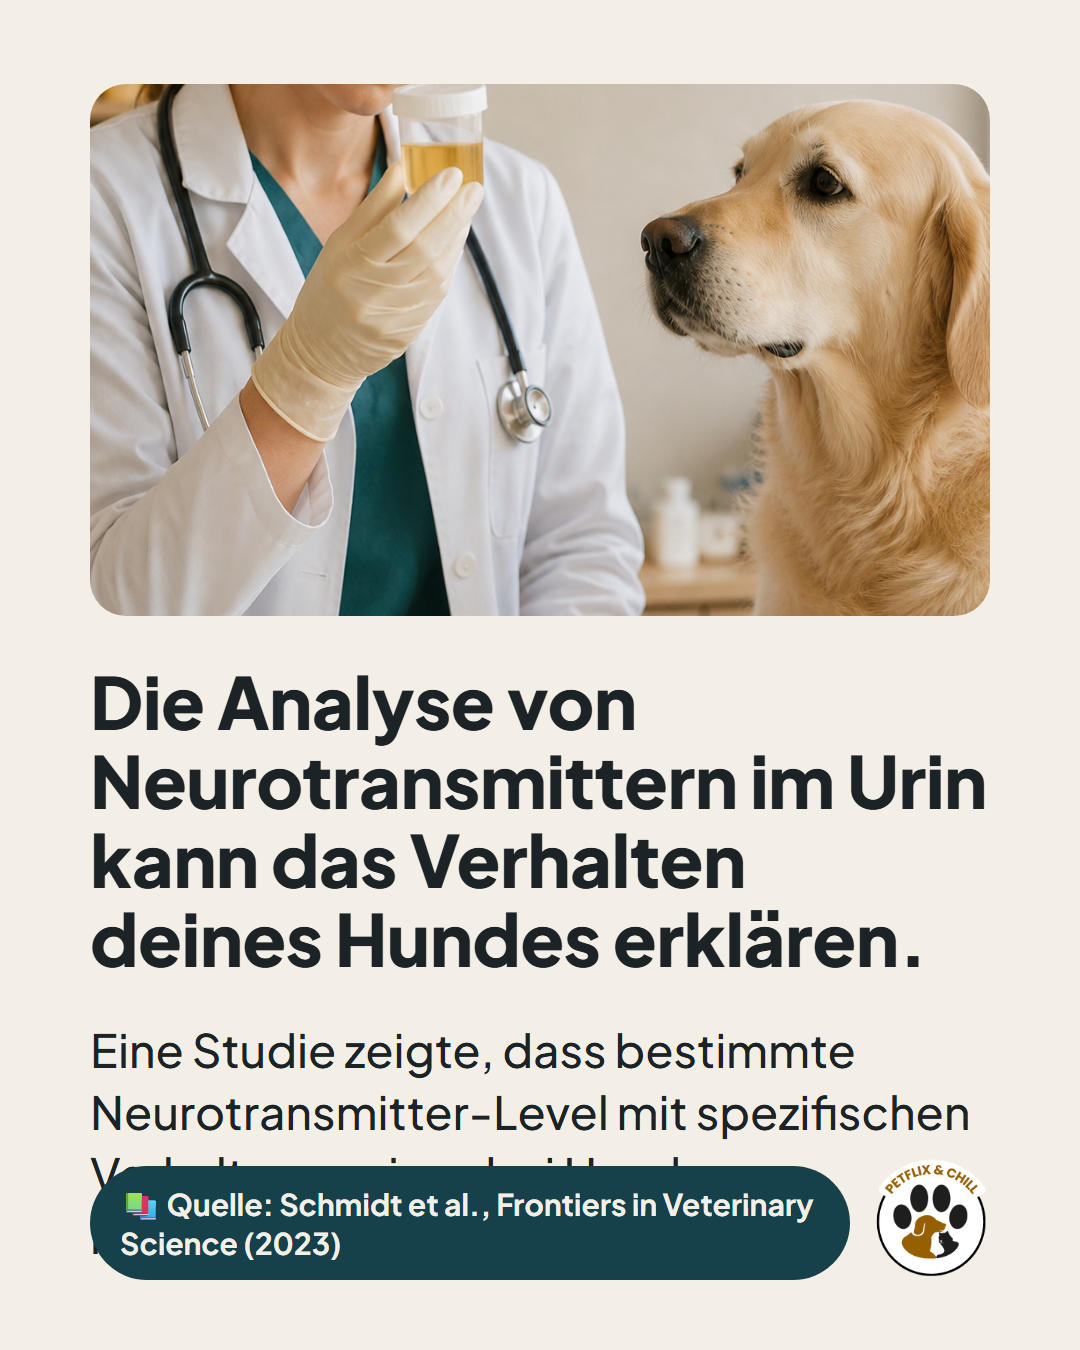 Die Analyse von
Neurotransmittern im Urin
kann das Verhalten
deines Hundes erklären.
Eine Studie zeigte, dass bestimmte
Neurotransmitter-Level mit spezifischen
📚 Quelle: Schmidt et al., Frontiers in Veterinary
Science (2023)
PETFLIX & CHILL